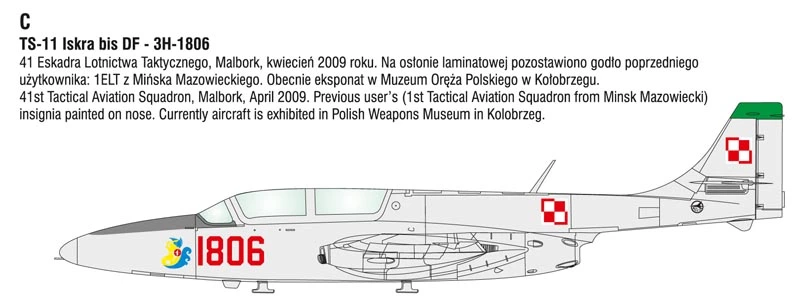 C
TS-11 Iskra bis DF - 3H-1806
41 Eskadra Lotnictwa Taktycznego, Malbork, kwiecień 2009 roku. Na osłonie laminatowej pozostawiono godło poprzedniego
użytkownika: 1ELT z Mińska Mazowieckiego. Obecnie eksponat w Muzeum Oręża Polskiego w Kołobrzegu.
41st Tactical Aviation Squadron, Malbork, April 2009. Previous user's (1st Tactical Aviation Squadron from Minsk Mazowiecki)
insignia painted on nose. Currently aircraft is exhibited in Polish Weapons Museum in Kolobrzeg.
1806